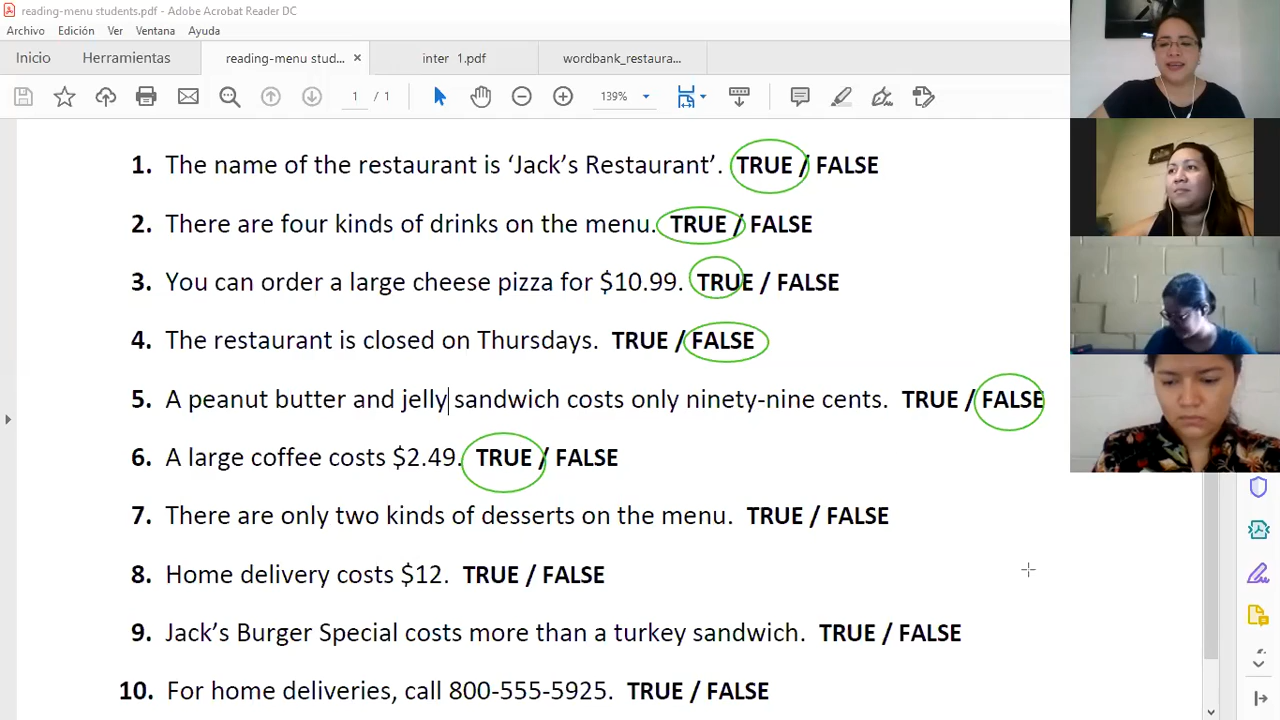 reading-menu students.pdf - Adobe Acrobat Reader DC
Archivo Edición Ver Ventana Ayuda
Inicio Herramientas reading-menu stud... × inter 1.pdf wordbank_restaura...
1 / 1 139%
1. The name of the restaurant is ‘Jack’s Restaurant’. TRUE / FALSE
2. There are four kinds of drinks on the menu. TRUE / FALSE
3. You can order a large cheese pizza for $10.99. TRUE / FALSE
4. The restaurant is closed on Thursdays. TRUE / FALSE
5. A peanut butter and jelly sandwich costs only ninety-nine cents. TRUE / FALSE
6. A large coffee costs $2.49. TRUE / FALSE
7. There are only two kinds of desserts on the menu. TRUE / FALSE
8. Home delivery costs $12. TRUE / FALSE
9. Jack’s Burger Special costs more than a turkey sandwich. TRUE / FALSE
10. For home deliveries, call 800-555-5925. TRUE / FALSE